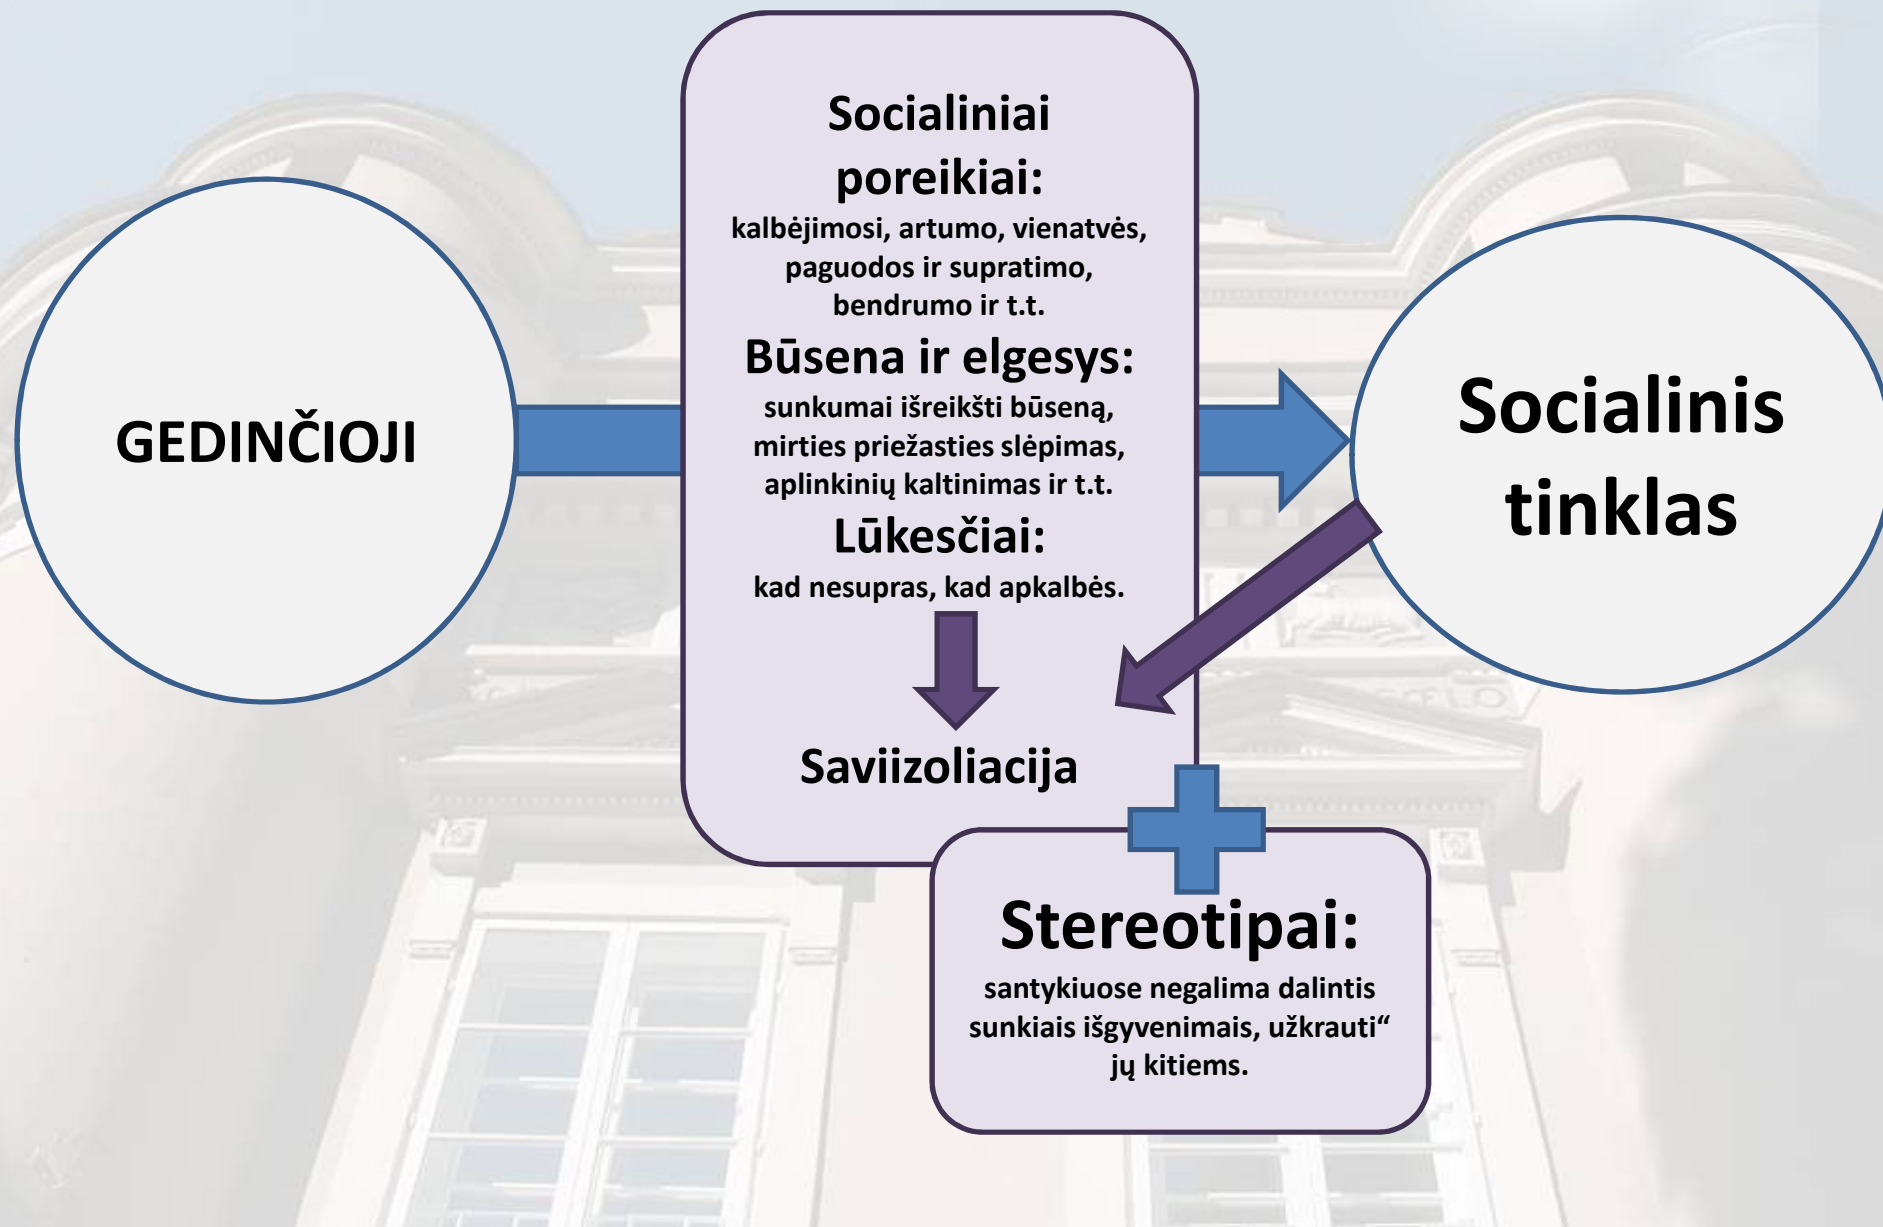 GEDINČIOJI
Socialiniai
poreikiai:
kalbėjimosi, artumo, vienatvės,
paguodos ir supratimo,
bendrumo ir t.t.
Būsena ir elgesys:
sunkumai išreikšti būseną,
mirties priežasties slėpimas,
aplinkinių kaltinimas ir t.t.
Lūkesčiai:
kad nesupras, kad apkalbės.
Saviizoliacija
Socialinis
tinklas
Stereotipai:
santykiuose negalima dalintis
sunkiais išgyvenimais, užkrauti“
jų kitiems.